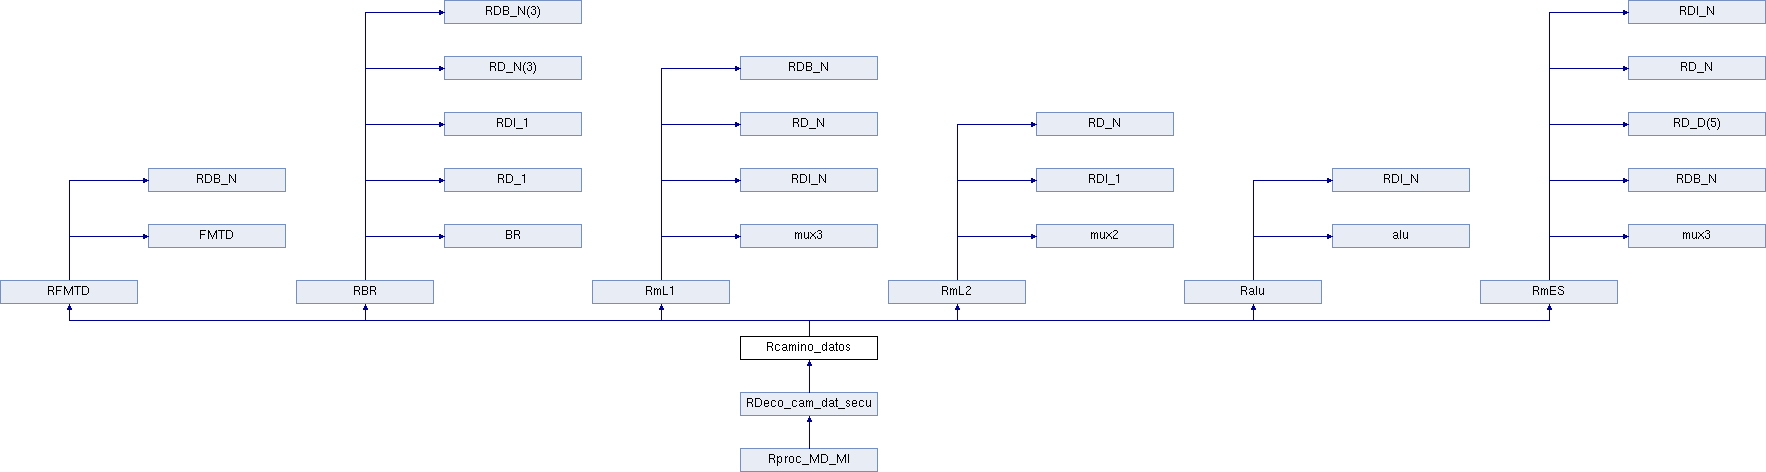 RDB_N(3)
RDI_N
RDB_N
RD_N(3)
RD_N
RDI_1
RD_N
RD_N
RD_D(5)
RDB_N
RD_1
RDI_N
RDI_1
RDI_N
RDB_N
FMTD
BR
mux3
mux2
alu
mux3
RFMTD
RBR
RmL1
RmL2
Ralu
RmES
Rcamino_datos
RDeco_cam_dat_secu
Rproc_MD_MI